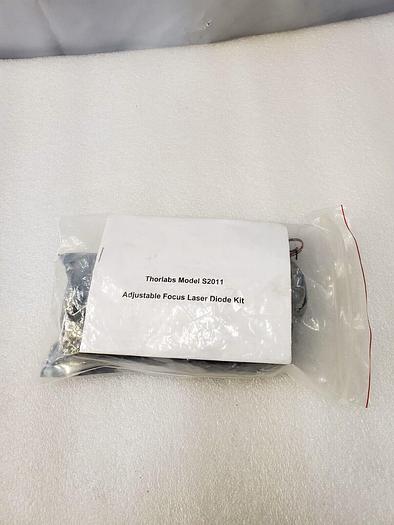 Thorlabs Model S2011
Adjustable Focus Laser Diode Kit